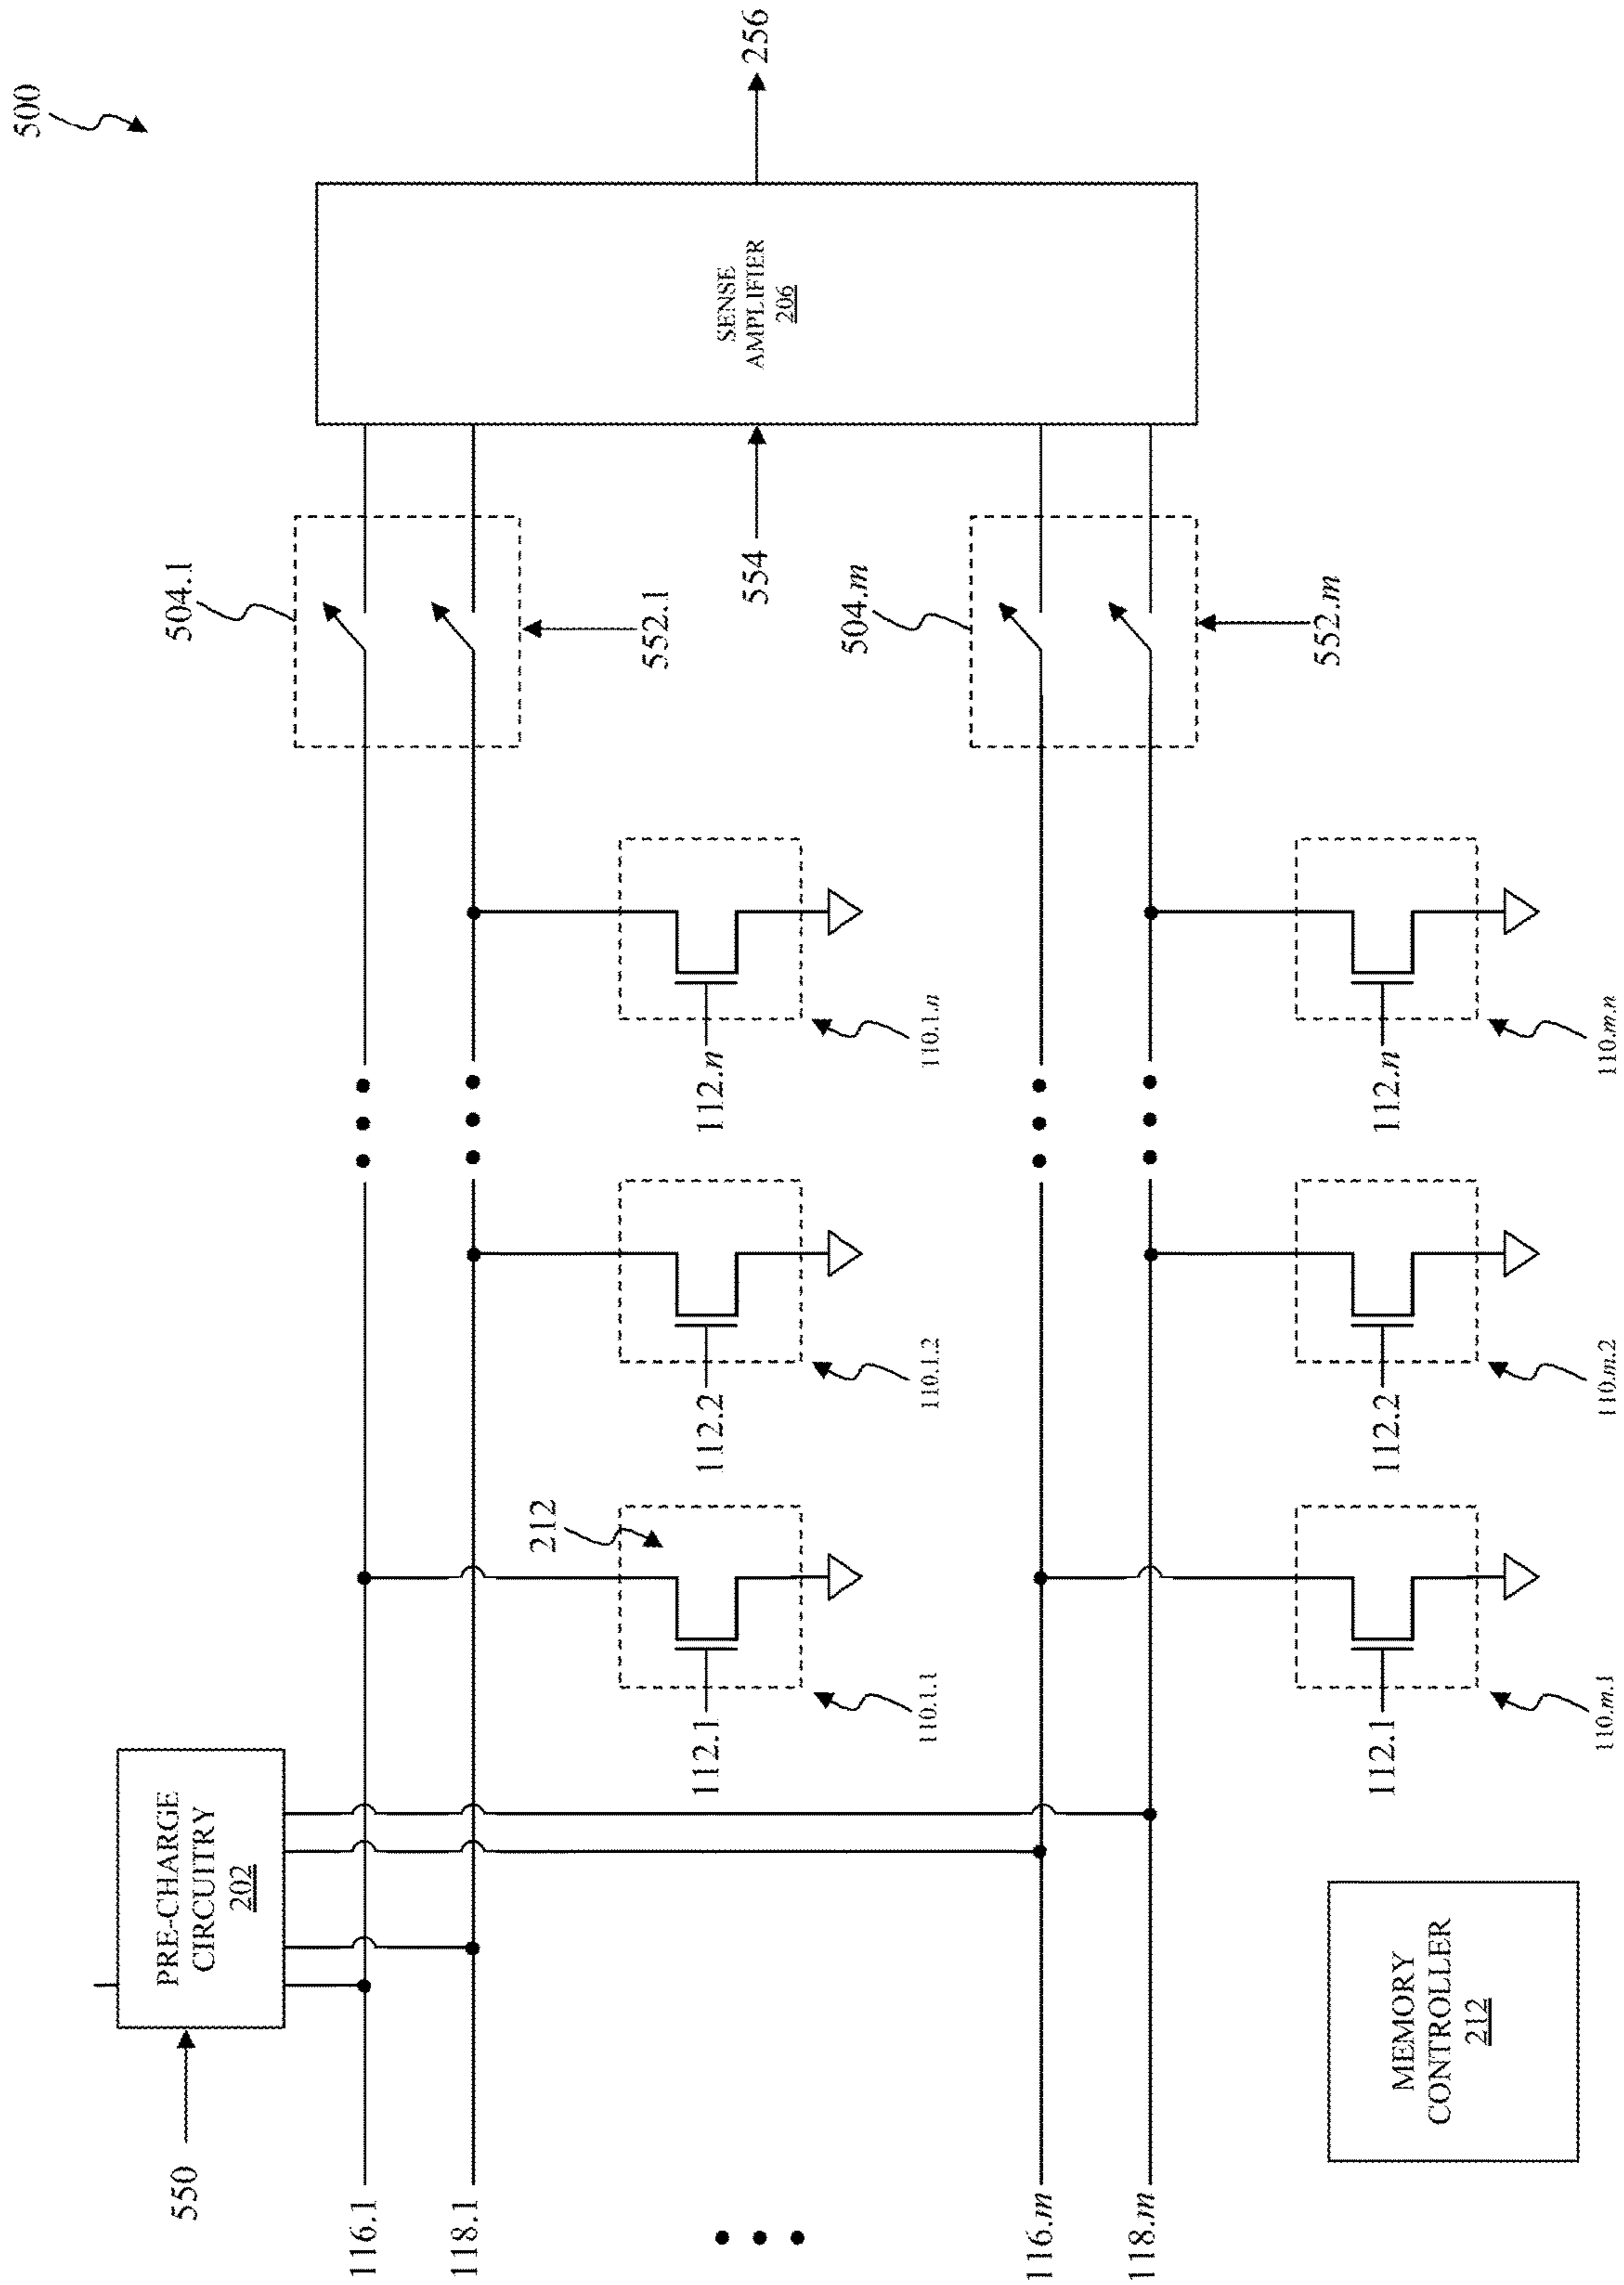 500
PRE-CHARGE
CIRCUITRY
202
550
116.1
118.1
504.1
552.1
SENSE
AMPLIFIER
206
256
554
212
112.1
110.1.1
112.2
110.1.2
112.n
110.1.n
504.m
552.m
116.m
118.m
112.1
110.m.1
112.2
110.m.2
112.n
110.m.n
MEMORY
CONTROLLER
212